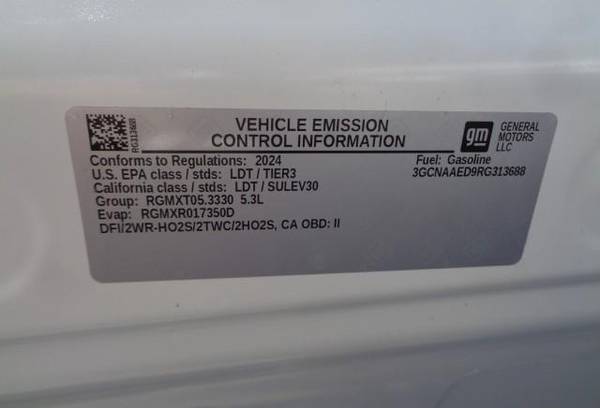 RG313688
VEHICLE EMISSION
CONTROL INFORMATION
gm
GENERAL
MOTORS
LLC
Conforms to Regulations: 2024
Fuel: Gasoline
U.S. EPA class / stds: LDT / TIER3
3GCNAAED9RG313688
California class / stds: LDT / SULEV30
Group: RGMXT05.3330 5.3L
Evap: RGMXR017350D
DFI/2WR-HO2S/2TWC/2HO2S, CA OBD: II